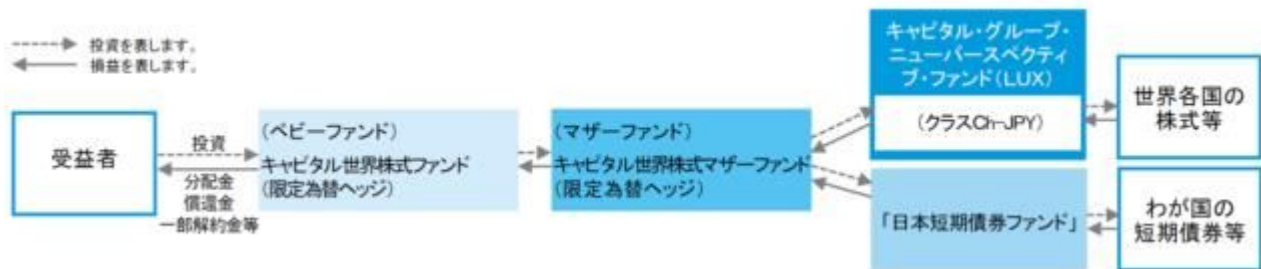 投資を表します。
損益を表します。
受益者
投資
分配金
償還金
一部解約金等
（ベビーファンド）
キャピタル世界株式ファンド
（限定為替ヘッジ）
（マザーファンド）
キャピタル世界株式マザーファンド
（限定為替ヘッジ）
キャピタル・グループ・
ニューパースペクティ
ブ・ファンド（LUX）
（クラスCh-JPY）
世界各国の
株式等
「日本短期債券ファンド」
わが国の
短期債券等